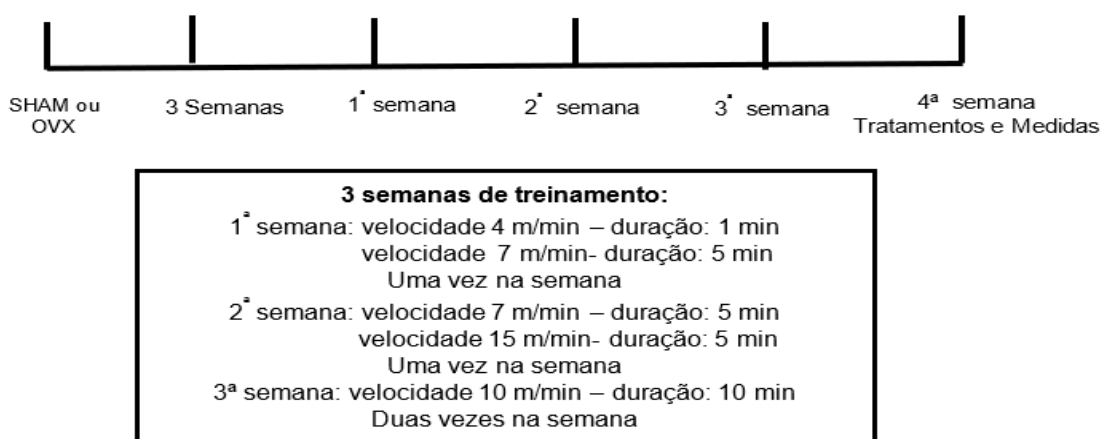 SHAM ou
OVX
3 Semanas
1ª semana
2ª semana
3ª semana
4ª semana
Tratamentos e Medidas
3 semanas de treinamento:
1ª semana: velocidade 4 m/min – duração: 1 min
velocidade 7 m/min- duração: 5 min
Uma vez na semana
2ª semana: velocidade 7 m/min – duração: 5 min
velocidade 15 m/min- duração: 5 min
Uma vez na semana
3ª semana: velocidade 10 m/min – duração: 10 min
Duas vezes na semana